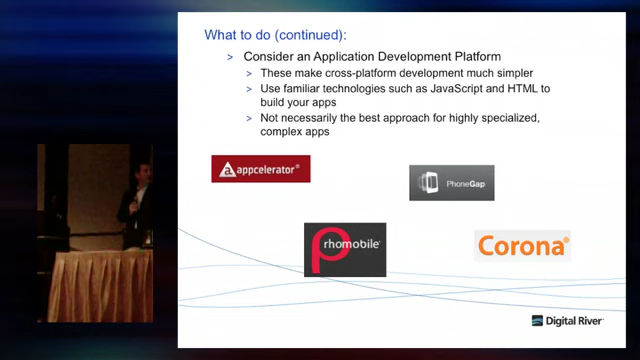 What to do (continued):
> Consider an Application Development Platform
> These make cross-platform development much simpler
> Use familiar technologies such as JavaScript and HTML to
build your apps
> Not necessarily the best approach for highly specialized,
complex apps
appcelerator®
PhoneGap
rhomobile
Corona®
Digital River